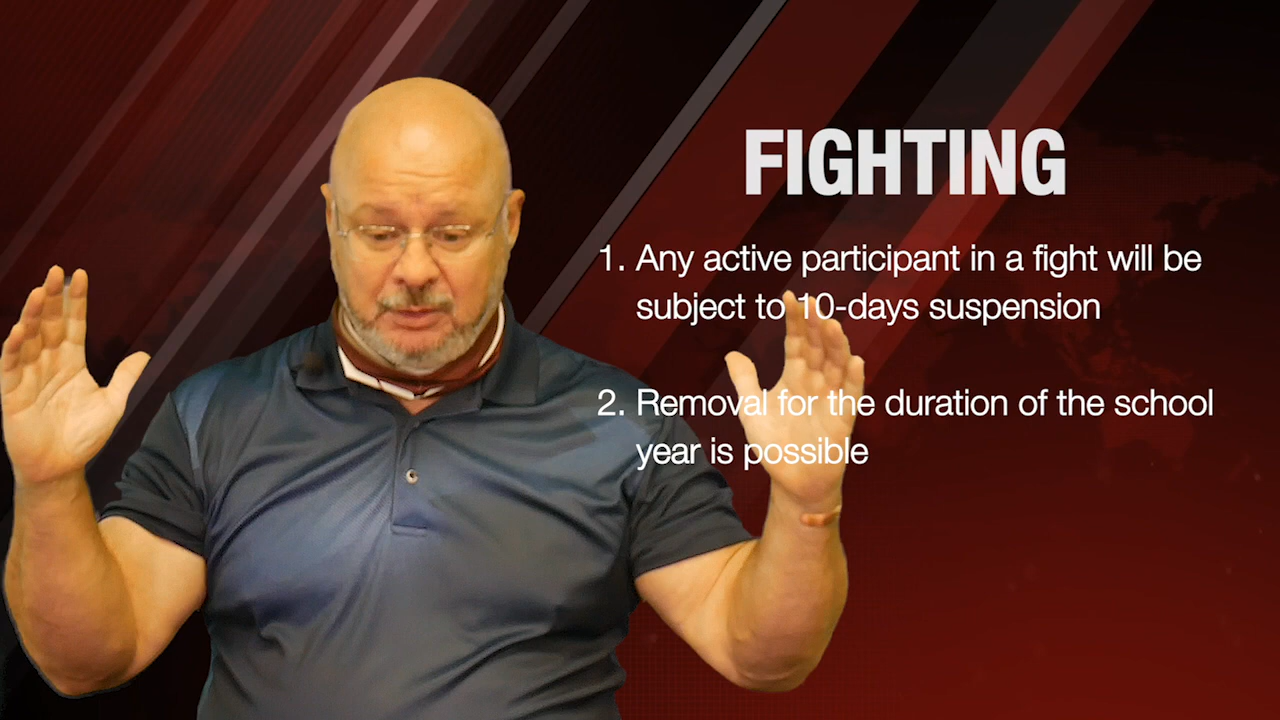 FIGHTING
1. Any active participant in a fight will be
subject to 10-days suspension
2. Removal for the duration of the school
year is possible